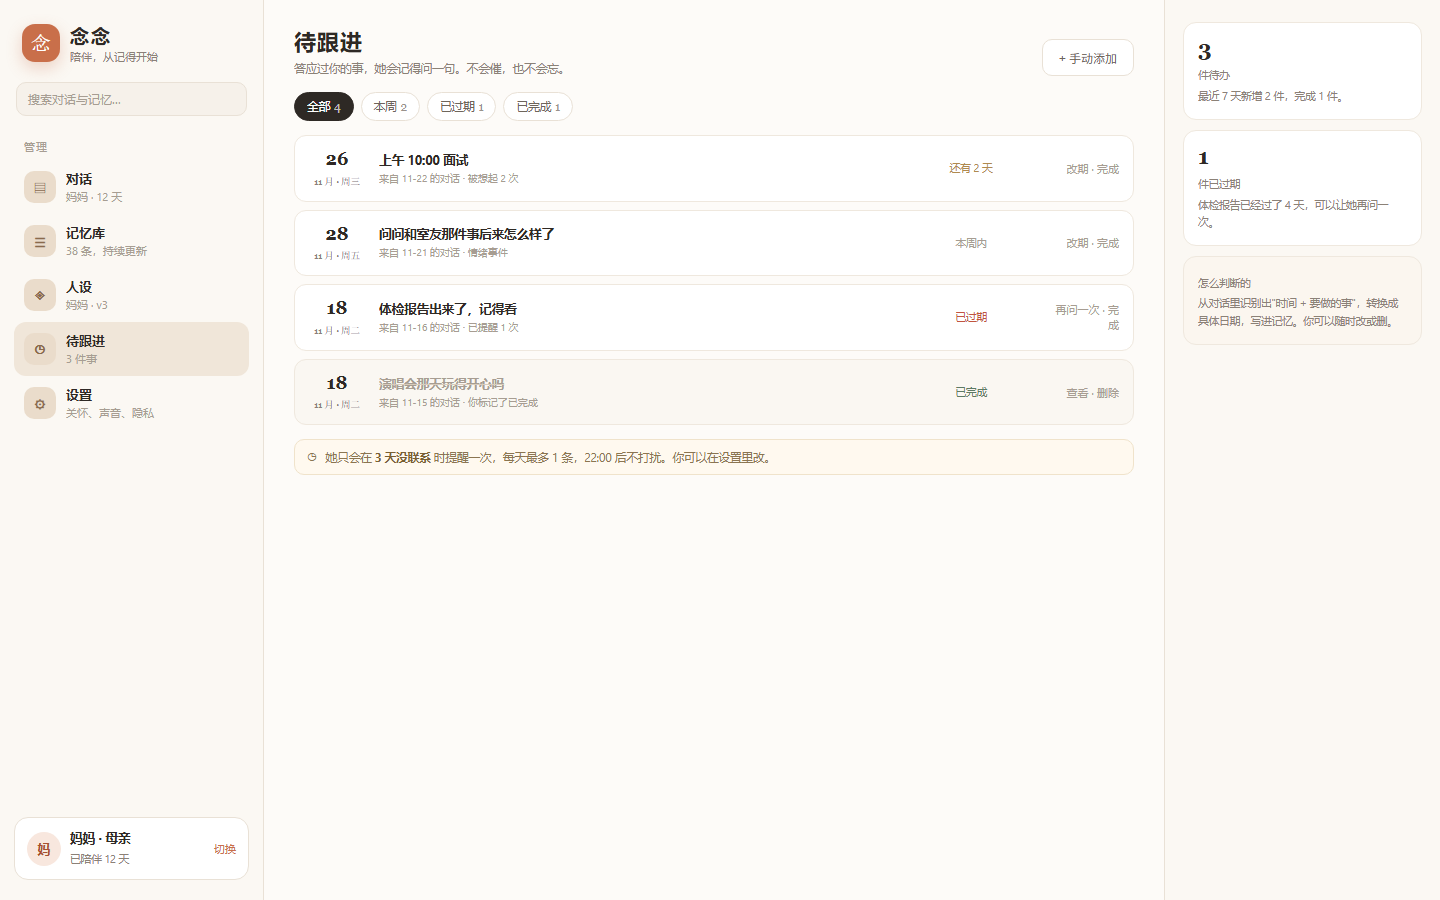 念
念念
陪伴，从记得开始
搜索对话与记忆...
管理
对话
妈妈 · 12 天
记忆库
38 条，持续更新
人设
妈妈 · v3
待跟进
3 件事
设置
关怀、声音、隐私
妈
妈妈 · 母亲
已陪伴 12 天
切换
待跟进
答应过你的事，她会记得问一句。不会催，也不会忘。
+ 手动添加
全部 4
本周 2
已过期 1
已完成 1
26
11 月 · 周三
上午 10:00 面试
来自 11-22 的对话 · 被想起 2 次
还有 2 天
改期 · 完成
28
11 月 · 周五
问问和室友那件事后来怎么样了
来自 11-21 的对话 · 情绪事件
本周内
改期 · 完成
18
11 月 · 周二
体检报告出来了，记得看
来自 11-16 的对话 · 已提醒 1 次
已过期
再问一次 · 完
成
18
11 月 · 周二
演唱会那天玩得开心吗
来自 11-15 的对话 · 你标记了已完成
已完成
查看 · 删除
她只会在 3 天没联系 时提醒一次，每天最多 1 条，22:00 后不打扰。你可以在设置里改。
3
件待办
最近 7 天新增 2 件，完成 1 件。
1
件已过期
体检报告已经过了 4 天，可以让她再问一
次。
怎么判断的
从对话里识别出"时间 + 要做的事"，转换成
具体日期，写进记忆。你可以随时改或删。